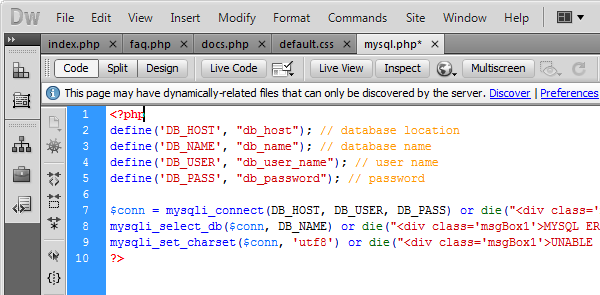 Dw File Edit View Insert Modify Format Commands Site Window Help
index.php faq.php docs.php default.css mysql.php*
Code Split Design Live Code Live View Inspect Multiscreen
This page may have dynamically-related files that can only be discovered by the server. Discover | Preferences
1 <?php
2 define('DB_HOST', "db_host"); // database location
3 define('DB_NAME', "db_name"); // database name
4 define('DB_USER', "db_user_name"); // user name
5 define('DB_PASS', "db_password"); // password
6
7 $conn = mysqli_connect(DB_HOST, DB_USER, DB_PASS) or die("<div class='
8 mysqli_select_db($conn, DB_NAME) or die("<div class='msgBox1'>MYSQL ER
9 mysqli_set_charset($conn, 'utf8') or die("<div class='msgBox1'>UNABLE
10 ?>